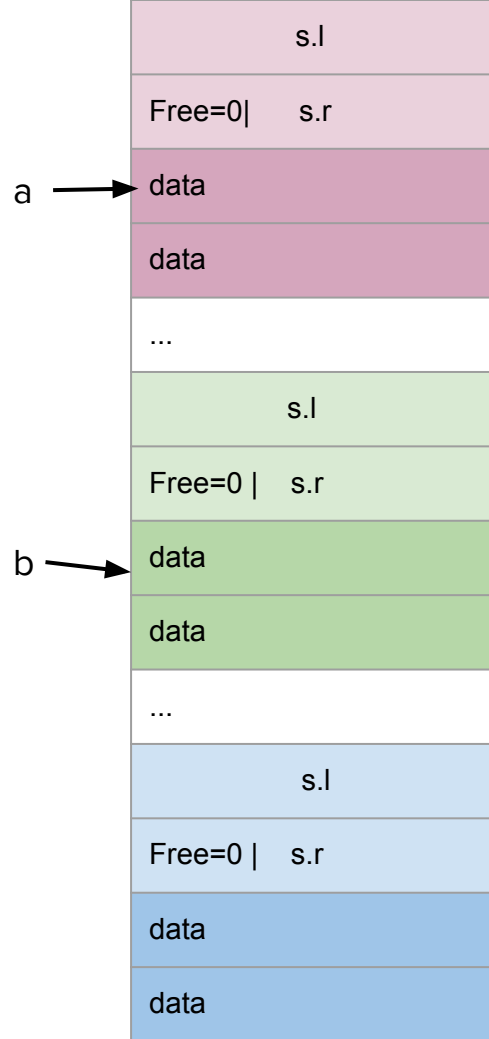 s.l
Free=0| s.r
a
data
data
...
s.l
Free=0 | s.r
b
data
data
...
s.l
Free=0 | s.r
data
data